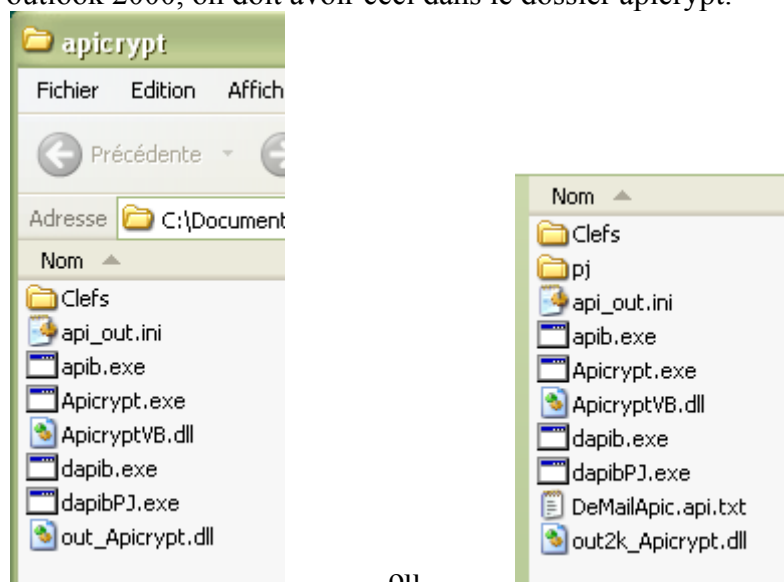 outlook 2000, on doit avoir ceci dans le dossier apicrypt.
apicrypt
Fichier Edition Affich
Précédente
Adresse C:\Document
Nom
Clefs
api_out.ini
apib.exe
Apicrypt.exe
ApicryptVB.dll
dapib.exe
dapibPJ.exe
out_Apicrypt.dll
ou
Nom
Clefs
pj
api_out.ini
apib.exe
Apicrypt.exe
ApicryptVB.dll
dapib.exe
dapibPJ.exe
DeMailApic.api.txt
out2k_Apicrypt.dll